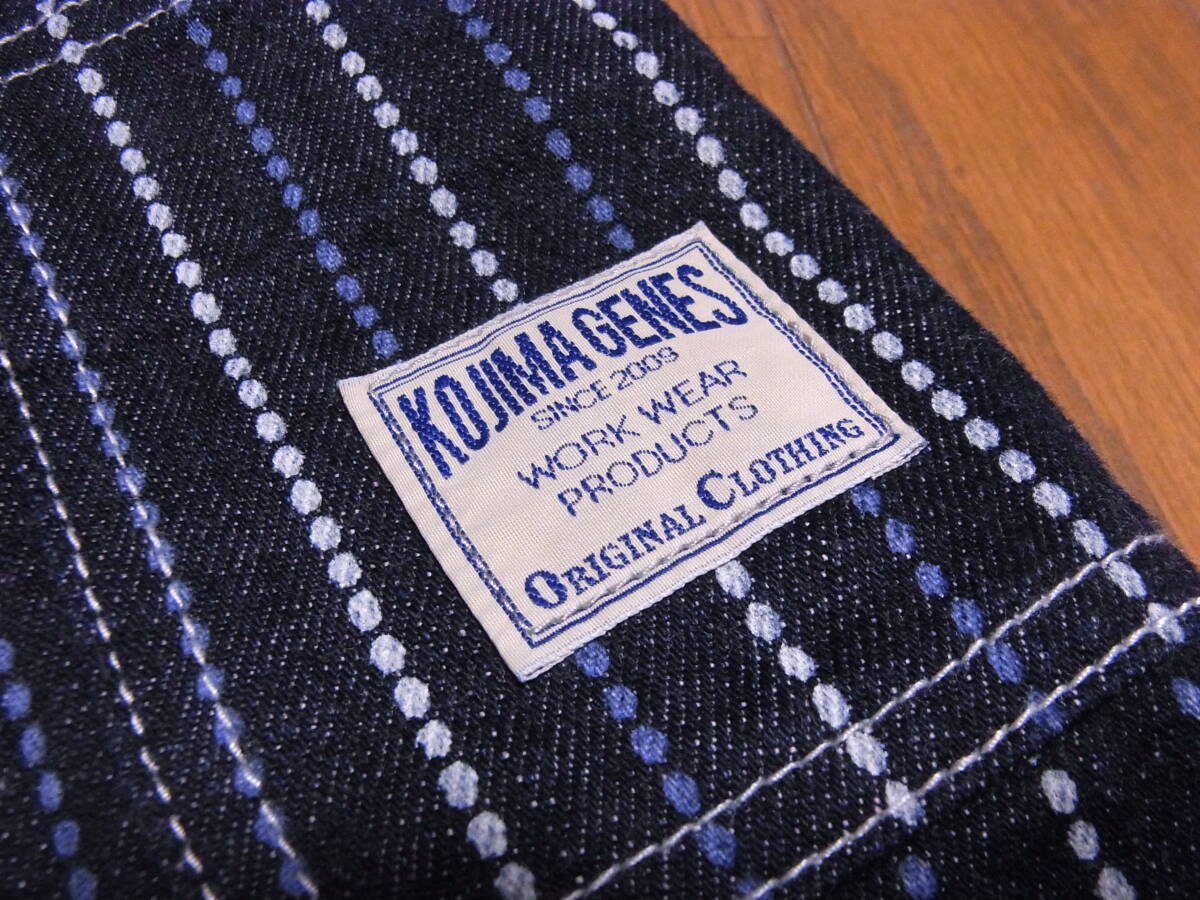 KOJIMA GENES
SINCE 2009
WORK WEAR
PRODUCTS
ORIGINAL CLOTHING